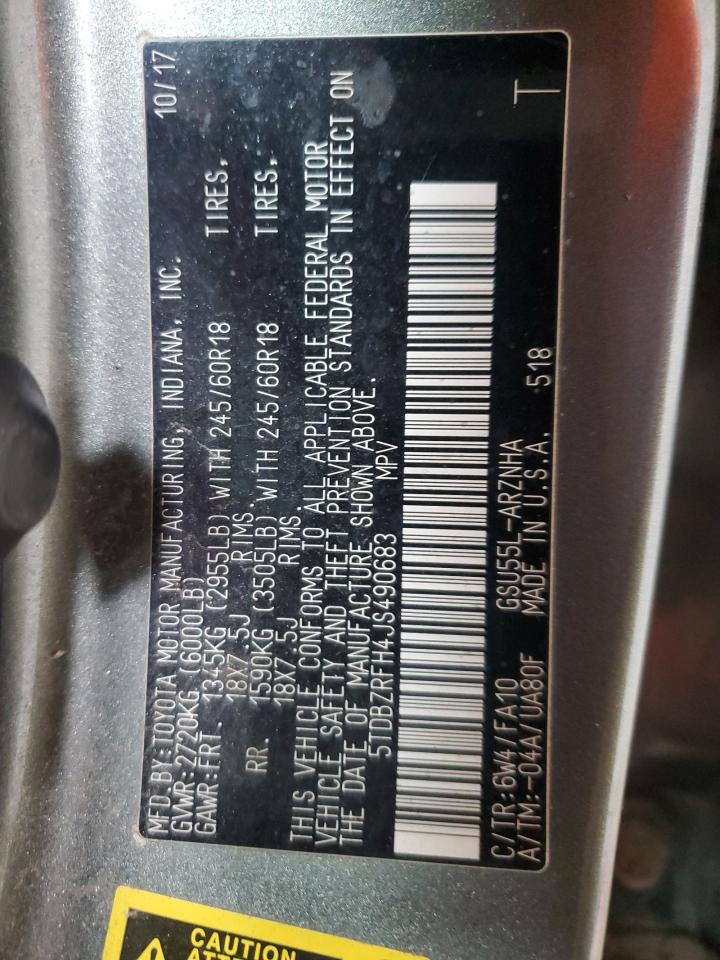 MFD.BY:TOYOTA MOTOR MANUFACTURING, INDIANA, INC. 10/17
GVWR:2720KG (6000LB)
GAWR:FRT. 1345KG (2955LB) WITH 245/60R18 TIRES,
18X7.5J RIMS
RR. 1590KG (3505LB) WITH 245/60R18 TIRES,
18X7.5J RIMS
THIS VEHICLE CONFORMS TO ALL APPLICABLE FEDERAL MOTOR
VEHICLE SAFETY AND THEFT PREVENTION STANDARDS IN EFFECT ON
THE DATE OF MANUFACTURE SHOWN ABOVE.
5TDBZRFH4JS490683 MPV
C/TR:6W4/FA10 GSU55L-ARZNHA T
A/TM:-04A/UA80F MADE IN U.S.A. 518
CAUTION